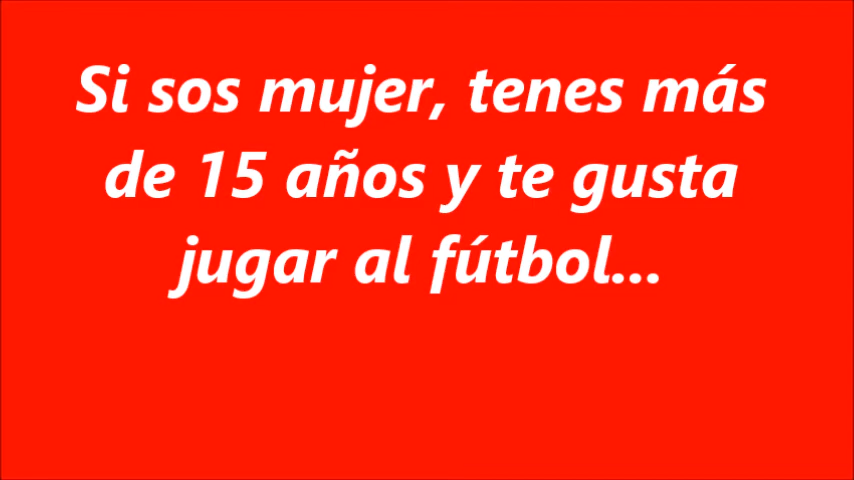 Si sos mujer, tenes más
de 15 años y te gusta
jugar al fútbol...